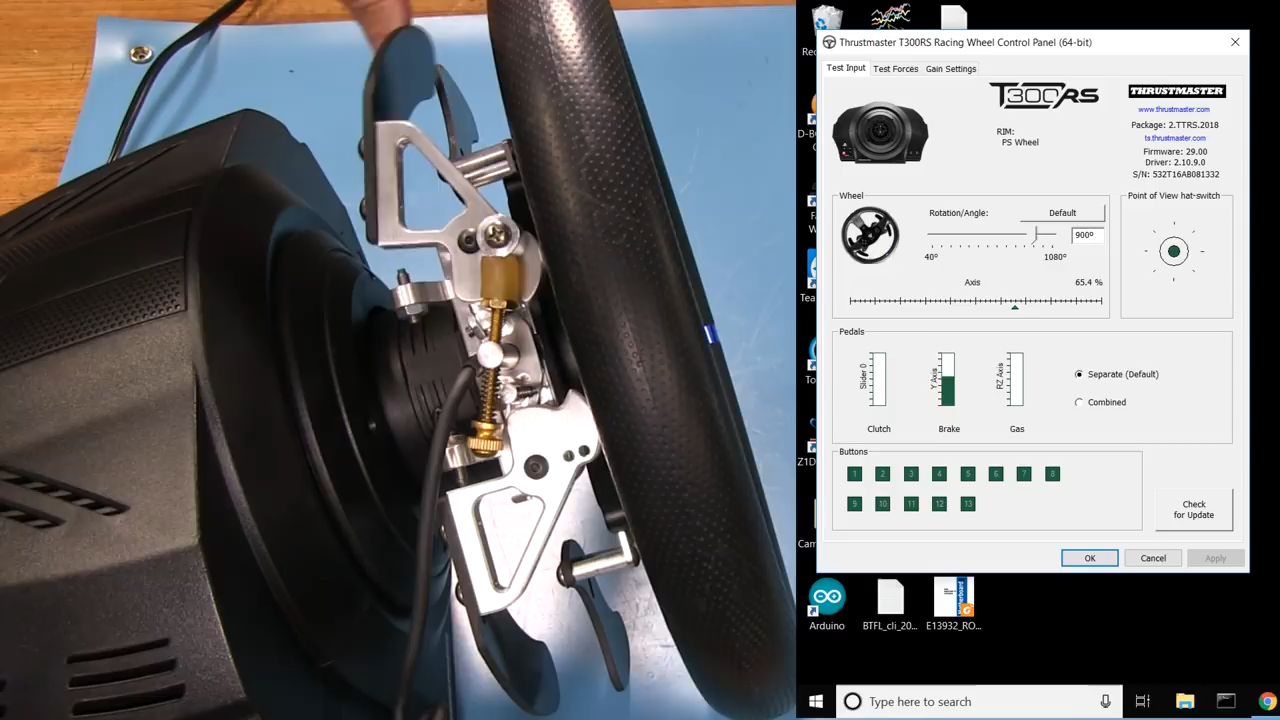 Thrustmaster T300RS Racing Wheel Control Panel (64-bit)
Test Input
Test Forces
Gain Settings
T300RS
THRUSTMASTER
www.thrustmaster.com
RIM:
PS Wheel
Package: 2.TTRS.2018
ts.thrustmaster.com
Firmware: 29.00
Driver: 2.10.9.0
S/N: 532T16AB081332
Wheel
Rotation/Angle:
Default
900º
40º
1080º
Axis
65.4 %
Point of View hat-switch
Pedals
Slider 0
Y Axis
RZ Axis
Clutch
Brake
Gas
Separate (Default)
Combined
Buttons
1 2 3 4 5 6 7 8
9 10 11 12 13
Check
for Update
OK
Cancel
Apply
Arduino
BTFL_cli_20...
E13932_RO...
Type here to search